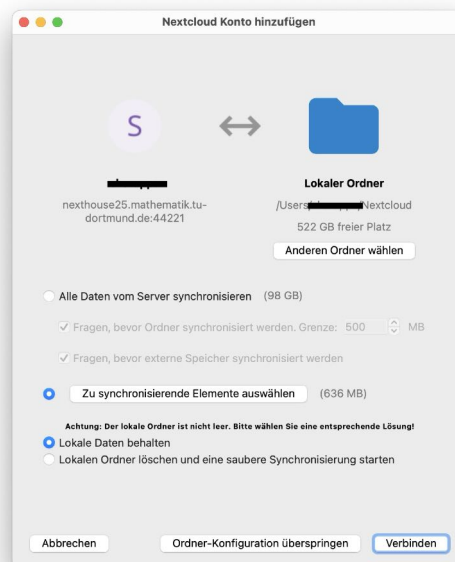 Nextcloud Konto hinzufügen
S
nexthouse25.mathematik.tu-
dortmund.de:44221
Lokaler Ordner
/Users/ Nextcloud
522 GB freier Platz
Anderen Ordner wählen
Alle Daten vom Server synchronisieren (98 GB)
Fragen, bevor Ordner synchronisiert werden. Grenze: 500 MB
Fragen, bevor externe Speicher synchronisiert werden
Zu synchronisierende Elemente auswählen (636 MB)
Achtung: Der lokale Ordner ist nicht leer. Bitte wählen Sie eine entsprechende Lösung!
Lokale Daten behalten
Lokalen Ordner löschen und eine saubere Synchronisierung starten
Abbrechen
Ordner-Konfiguration überspringen
Verbinden